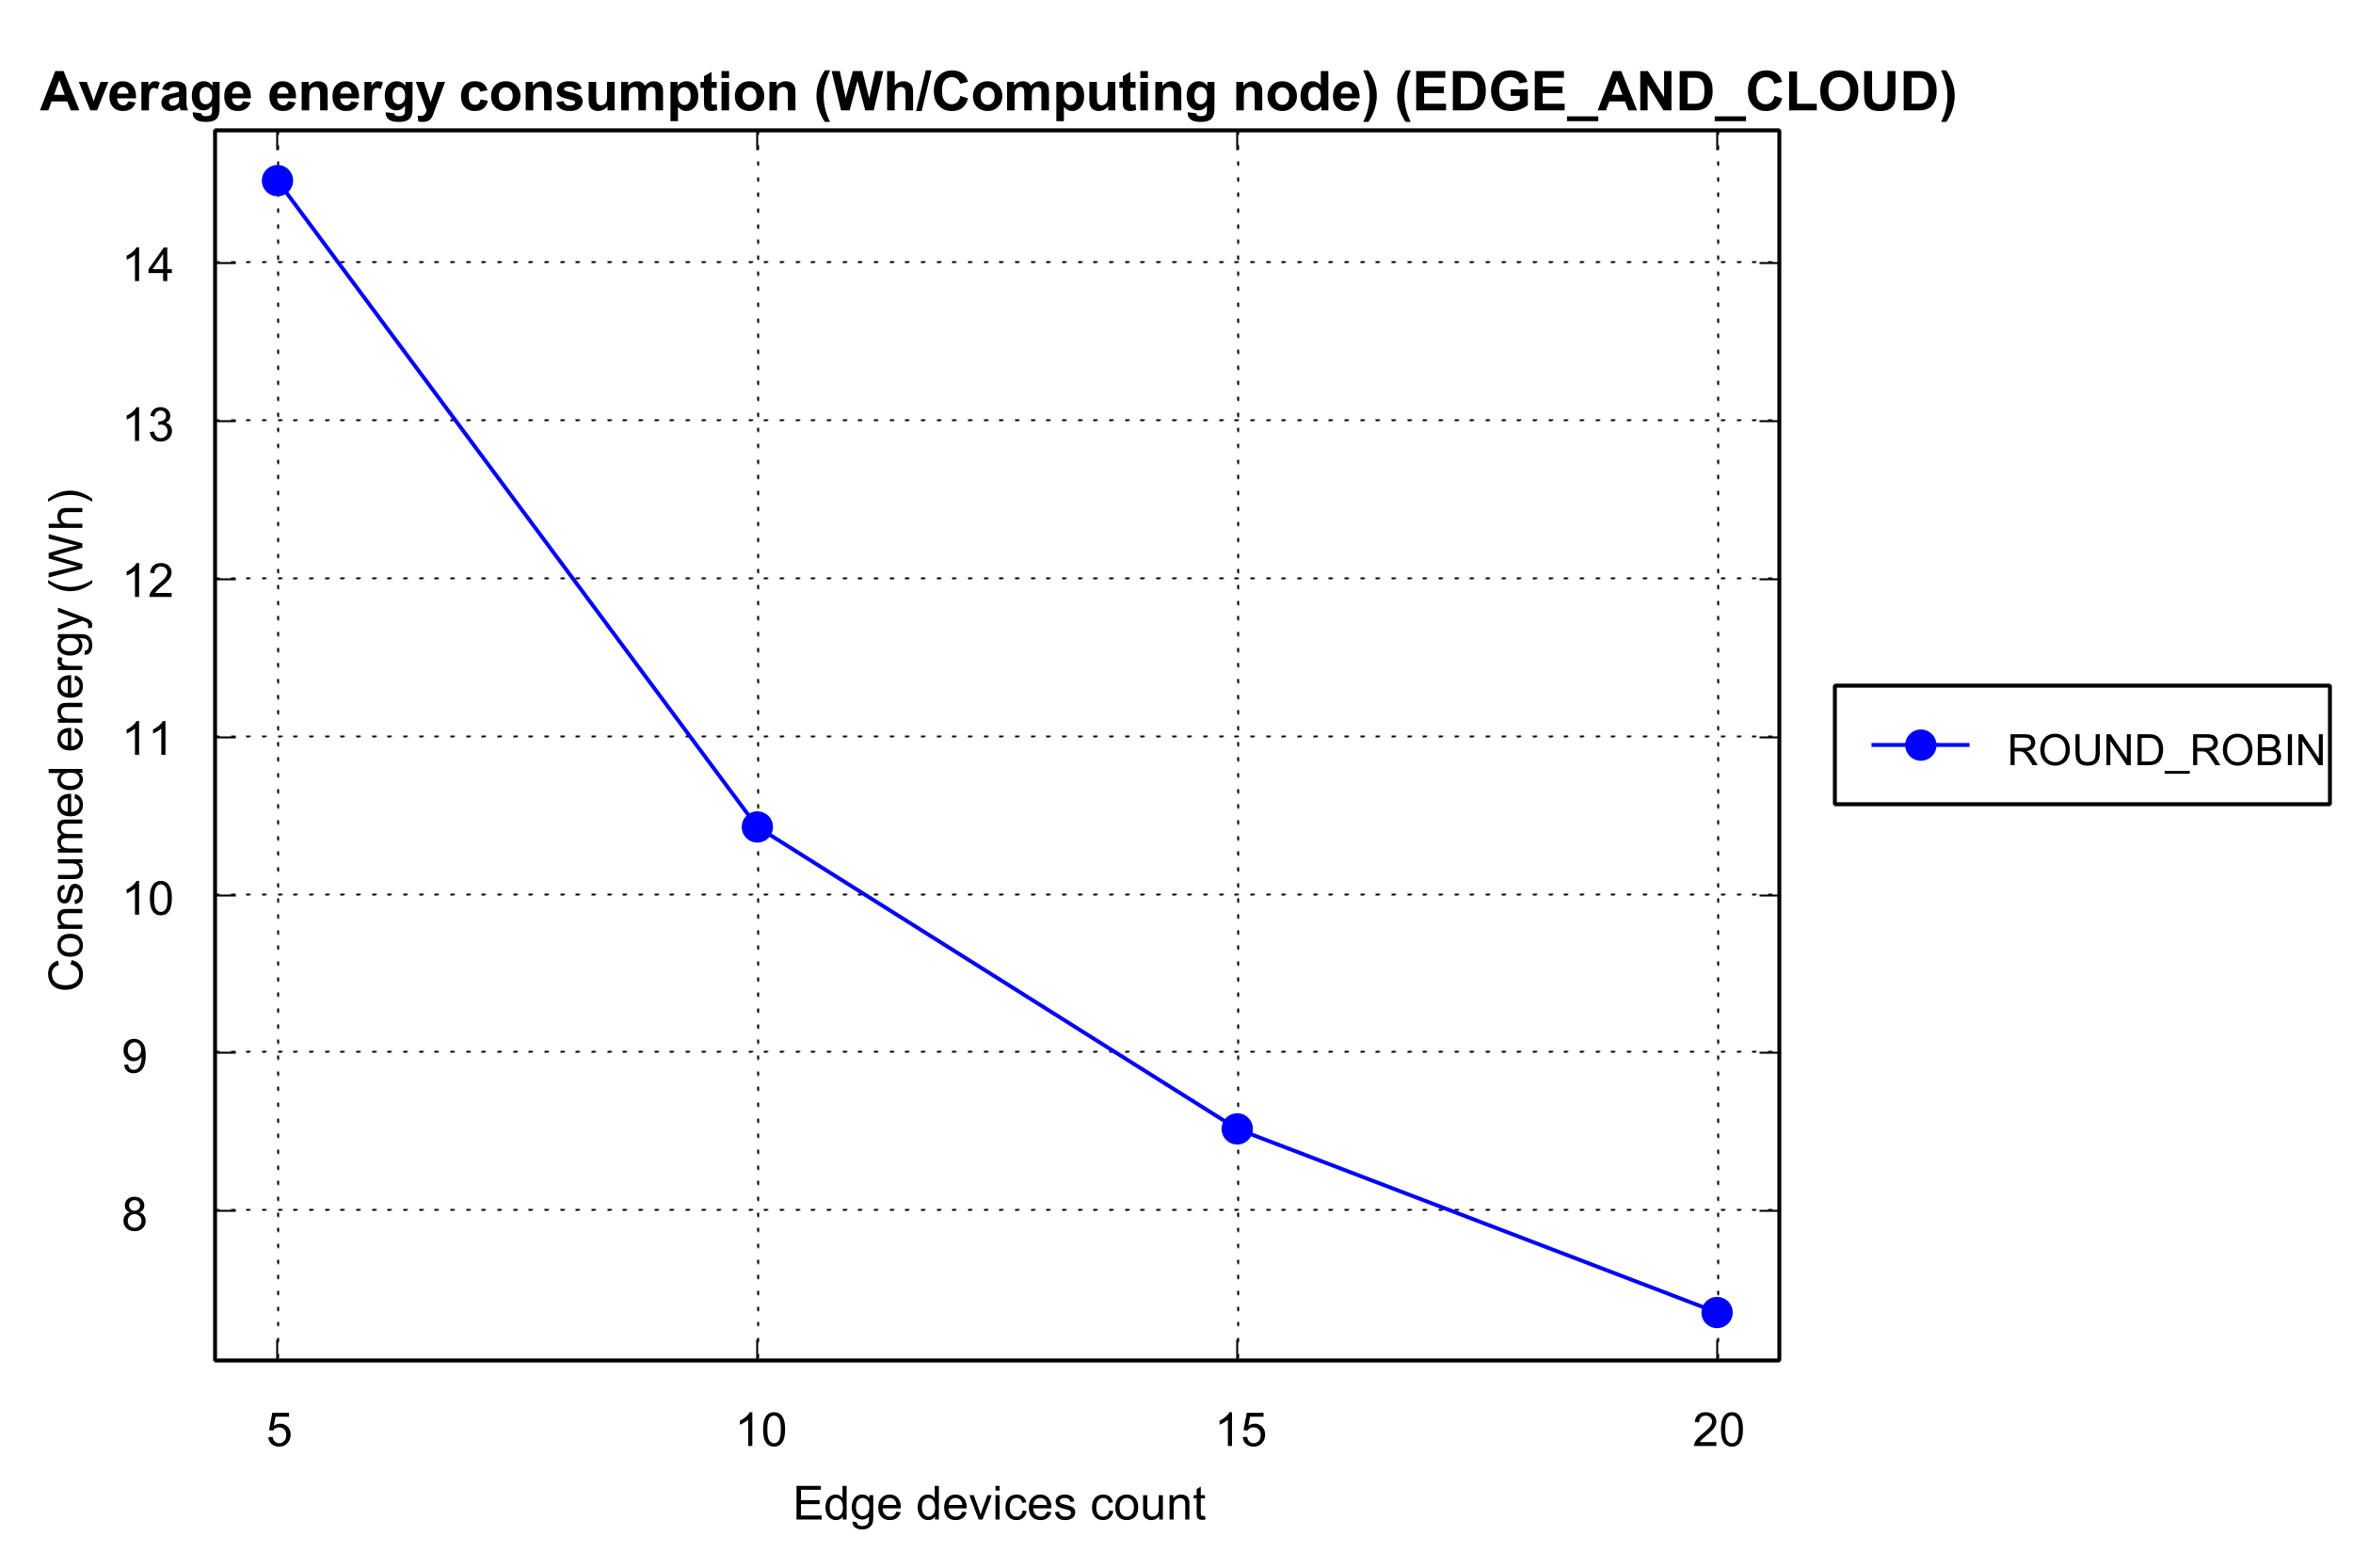 Average energy consumption (Wh/Computing node) (EDGE_AND_CLOUD)
Consumed energy (Wh)
14
13
12
11
10
9
8
ROUND_ROBIN
5 10 15 20
Edge devices count